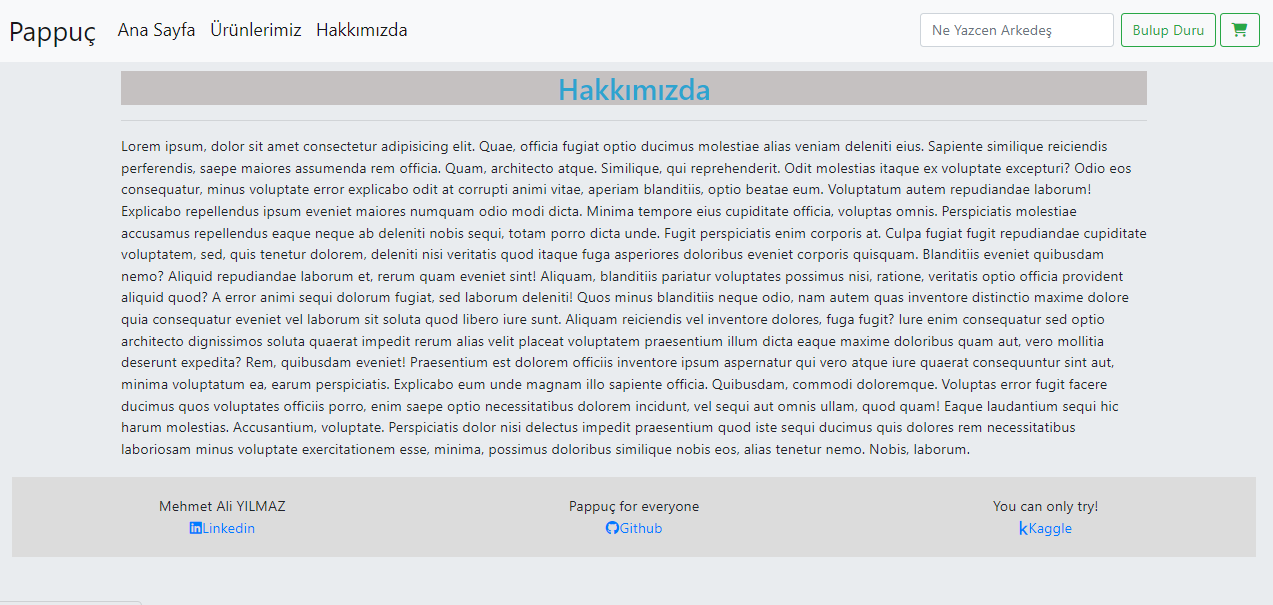 Pappuç Ana Sayfa Ürünlerimiz Hakkımızda Ne Yazcen Arkedeş Bulup Duru
Hakkımızda
Lorem ipsum, dolor sit amet consectetur adipisicing elit. Quae, officia fugiat optio ducimus molestiae alias veniam deleniti eius. Sapiente similique reiciendis
perferendis, saepe maiores assumenda rem officia. Quam, architecto atque. Similique, qui reprehenderit. Odit molestias itaque ex voluptate excepturi? Odio eos
consequatur, minus voluptate error explicabo odit at corrupti animi vitae, aperiam blanditiis, optio beatae eum. Voluptatum autem repudiandae laborum!
Explicabo repellendus ipsum eveniet maiores numquam odio modi dicta. Minima tempore eius cupiditate officia, voluptas omnis. Perspiciatis molestiae
accusamus repellendus eaque neque ab deleniti nobis sequi, totam porro dicta unde. Fugit perspiciatis enim corporis at. Culpa fugiat fugit repudiandae cupiditate
voluptatem, sed, quis tenetur dolorem, deleniti nisi veritatis quod itaque fuga asperiores doloribus eveniet corporis quisquam. Blanditiis eveniet quibusdam
nemo? Aliquid repudiandae laborum et, rerum quam eveniet sint! Aliquam, blanditiis pariatur voluptates possimus nisi, ratione, veritatis optio officia provident
aliquid quod? A error animi sequi dolorum fugiat, sed laborum deleniti! Quos minus blanditiis neque odio, nam autem quas inventore distinctio maxime dolore
quia consequatur eveniet vel laborum sit soluta quod libero iure sunt. Aliquam reiciendis vel inventore dolores, fuga fugit? Iure enim consequatur sed optio
architecto dignissimos soluta quaerat impedit rerum alias velit placeat voluptatem praesentium illum dicta eaque maxime doloribus quam aut, vero mollitia
deserunt expedita? Rem, quibusdam eveniet! Praesentium est dolorem officiis inventore ipsum aspernatur qui vero atque iure quaerat consequuntur sint aut,
minima voluptatum ea, earum perspiciatis. Explicabo eum unde magnam illo sapiente officia. Quibusdam, commodi doloremque. Voluptas error fugit facere
ducimus quos voluptates officiis porro, enim saepe optio necessitatibus dolorem incidunt, vel sequi aut omnis ullam, quod quam! Eaque laudantium sequi hic
harum molestias. Accusantium, voluptate. Perspiciatis dolor nisi delectus impedit praesentium quod iste sequi ducimus quis dolores rem necessitatibus
laboriosam minus voluptate exercitationem esse, minima, possimus doloribus similique nobis eos, alias tenetur nemo. Nobis, laborum.
Mehmet Ali YILMAZ Pappuç for everyone You can only try!
Linkedin Github Kaggle